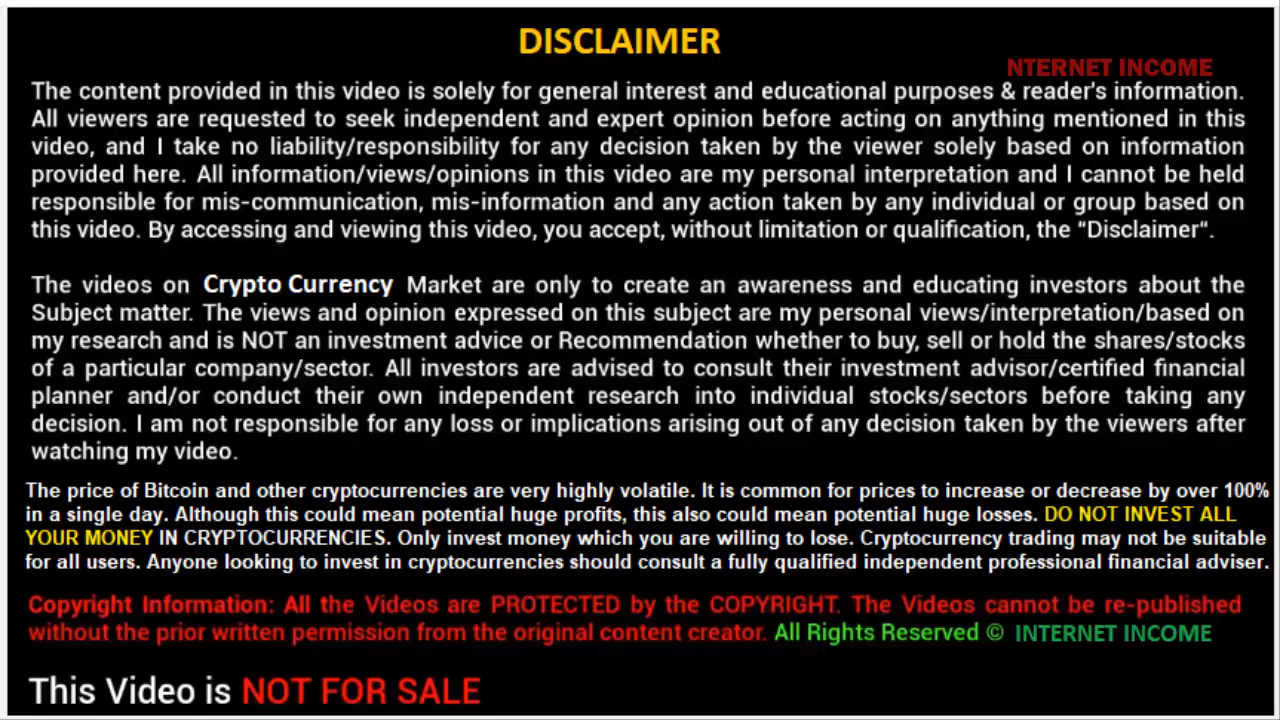 DISCLAIMER
NTERNET INCOME
The content provided in this video is solely for general interest and educational purposes & reader's information.
All viewers are requested to seek independent and expert opinion before acting on anything mentioned in this
video, and I take no liability/responsibility for any decision taken by the viewer solely based on information
provided here. All information/views/opinions in this video are my personal interpretation and I cannot be held
responsible for mis-communication, mis-information and any action taken by any individual or group based on
this video. By accessing and viewing this video, you accept, without limitation or qualification, the "Disclaimer".
The videos on Crypto Currency Market are only to create an awareness and educating investors about the
Subject matter. The views and opinion expressed on this subject are my personal views/interpretation/based on
my research and is NOT an investment advice or Recommendation whether to buy, sell or hold the shares/stocks
of a particular company/sector. All investors are advised to consult their investment advisor/certified financial
planner and/or conduct their own independent research into individual stocks/sectors before taking any
decision. I am not responsible for any loss or implications arising out of any decision taken by the viewers after
watching my video.
The price of Bitcoin and other cryptocurrencies are very highly volatile. It is common for prices to increase or decrease by over 100%
in a single day. Although this could mean potential huge profits, this also could mean potential huge losses. DO NOT INVEST ALL
YOUR MONEY IN CRYPTOCURRENCIES. Only invest money which you are willing to lose. Cryptocurrency trading may not be suitable
for all users. Anyone looking to invest in cryptocurrencies should consult a fully qualified independent professional financial adviser.
Copyright Information: All the Videos are PROTECTED by the COPYRIGHT. The Videos cannot be re-published
without the prior written permission from the original content creator. All Rights Reserved © INTERNET INCOME
This Video is NOT FOR SALE